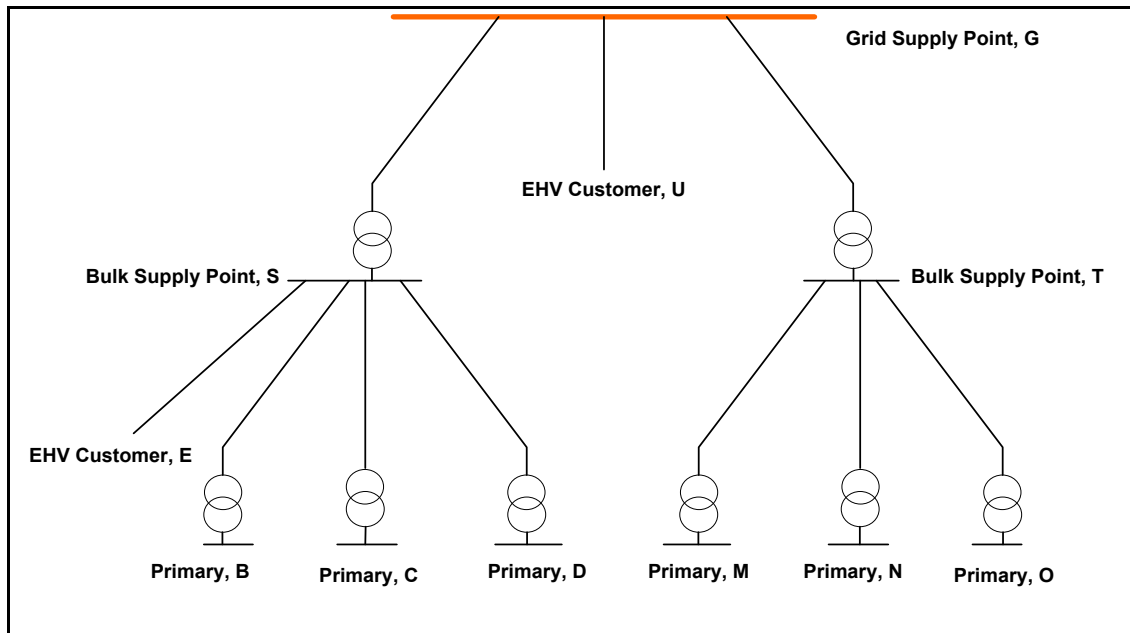 Grid Supply Point, G
EHV Customer, U
Bulk Supply Point, S
Bulk Supply Point, T
EHV Customer, E
Primary, B
Primary, C
Primary, D
Primary, M
Primary, N
Primary, O